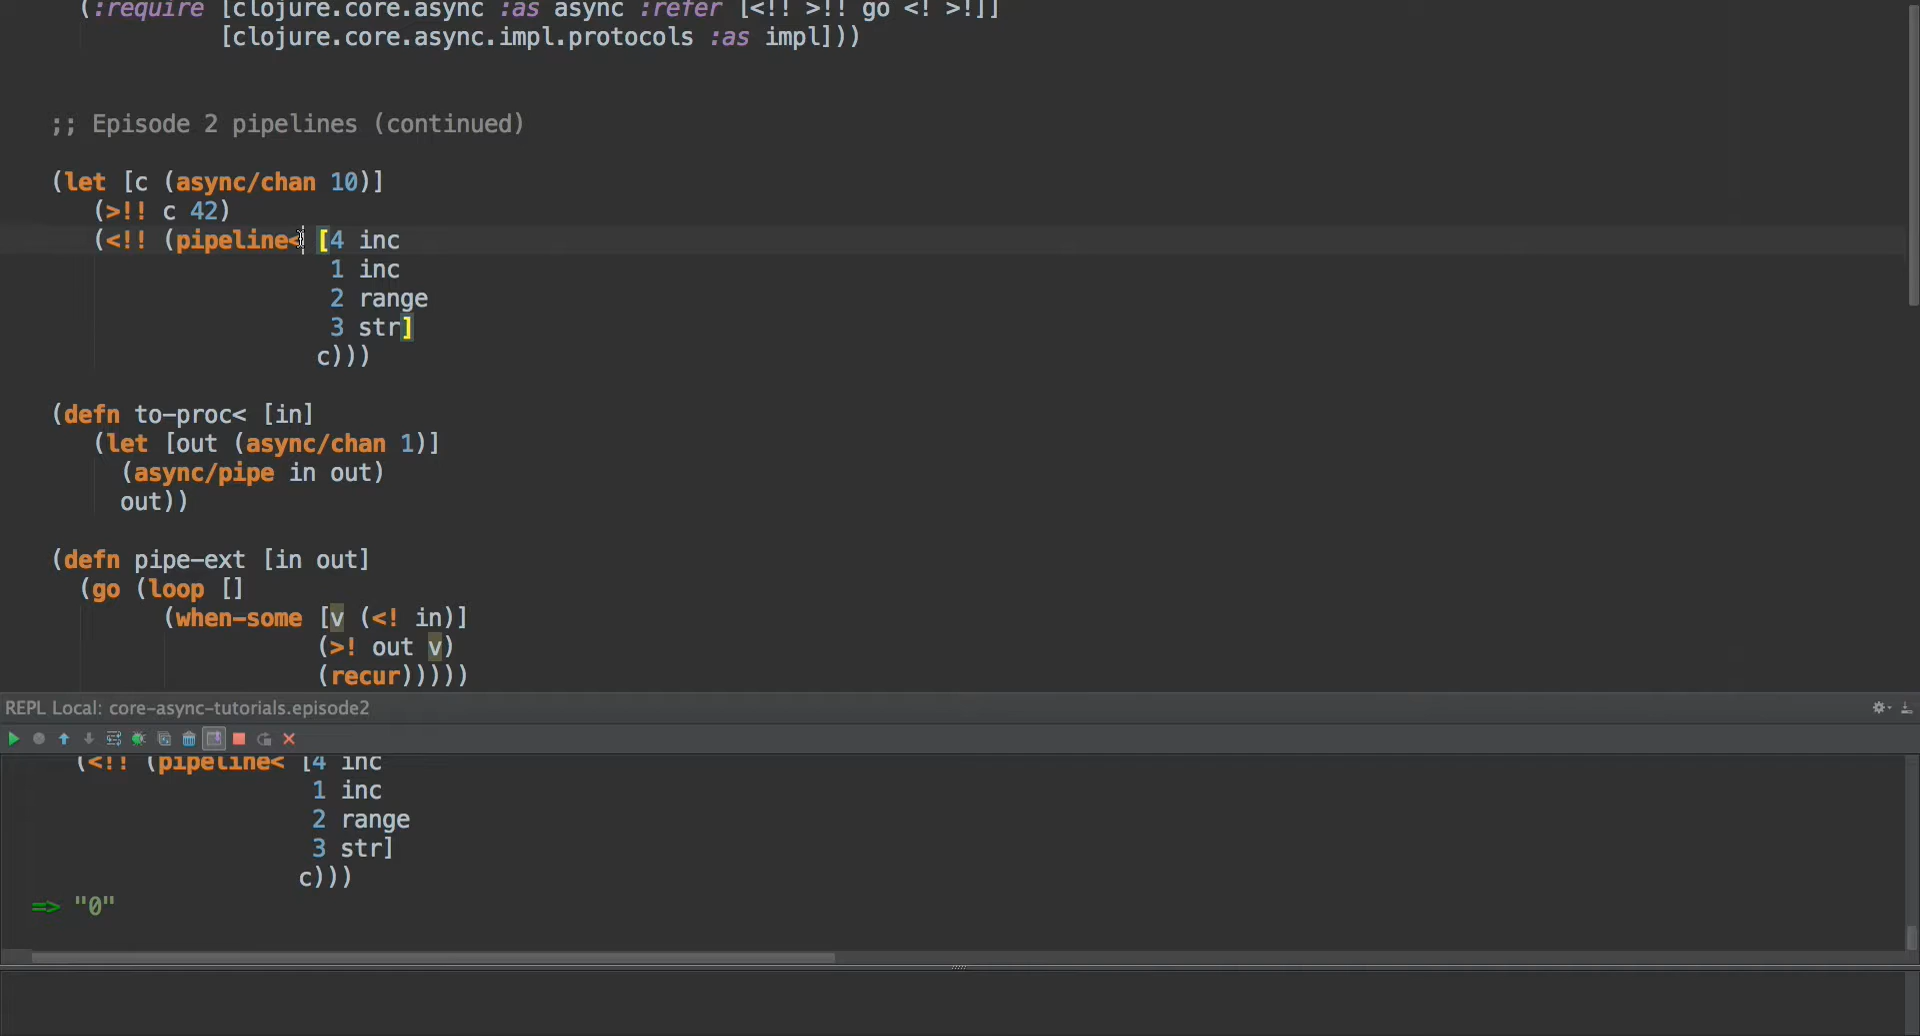 (:require [clojure.core.async :as async :refer [<!! >!! go <! >!]]
[clojure.core.async.impl.protocols :as impl]))
;; Episode 2 pipelines (continued)
(let [c (async/chan 10)]
(>!! c 42)
(<!! (pipeline< [4 inc
1 inc
2 range
3 str]
c)))
(defn to-proc< [in]
(let [out (async/chan 1)]
(async/pipe in out)
out))
(defn pipe-ext [in out]
(go (loop []
(when-some [v (<! in)]
(>! out v)
(recur)))))
REPL Local: core-async-tutorials.episode2
(<!! (pipeline< [4 inc
1 inc
2 range
3 str]
c)))
=> "0"